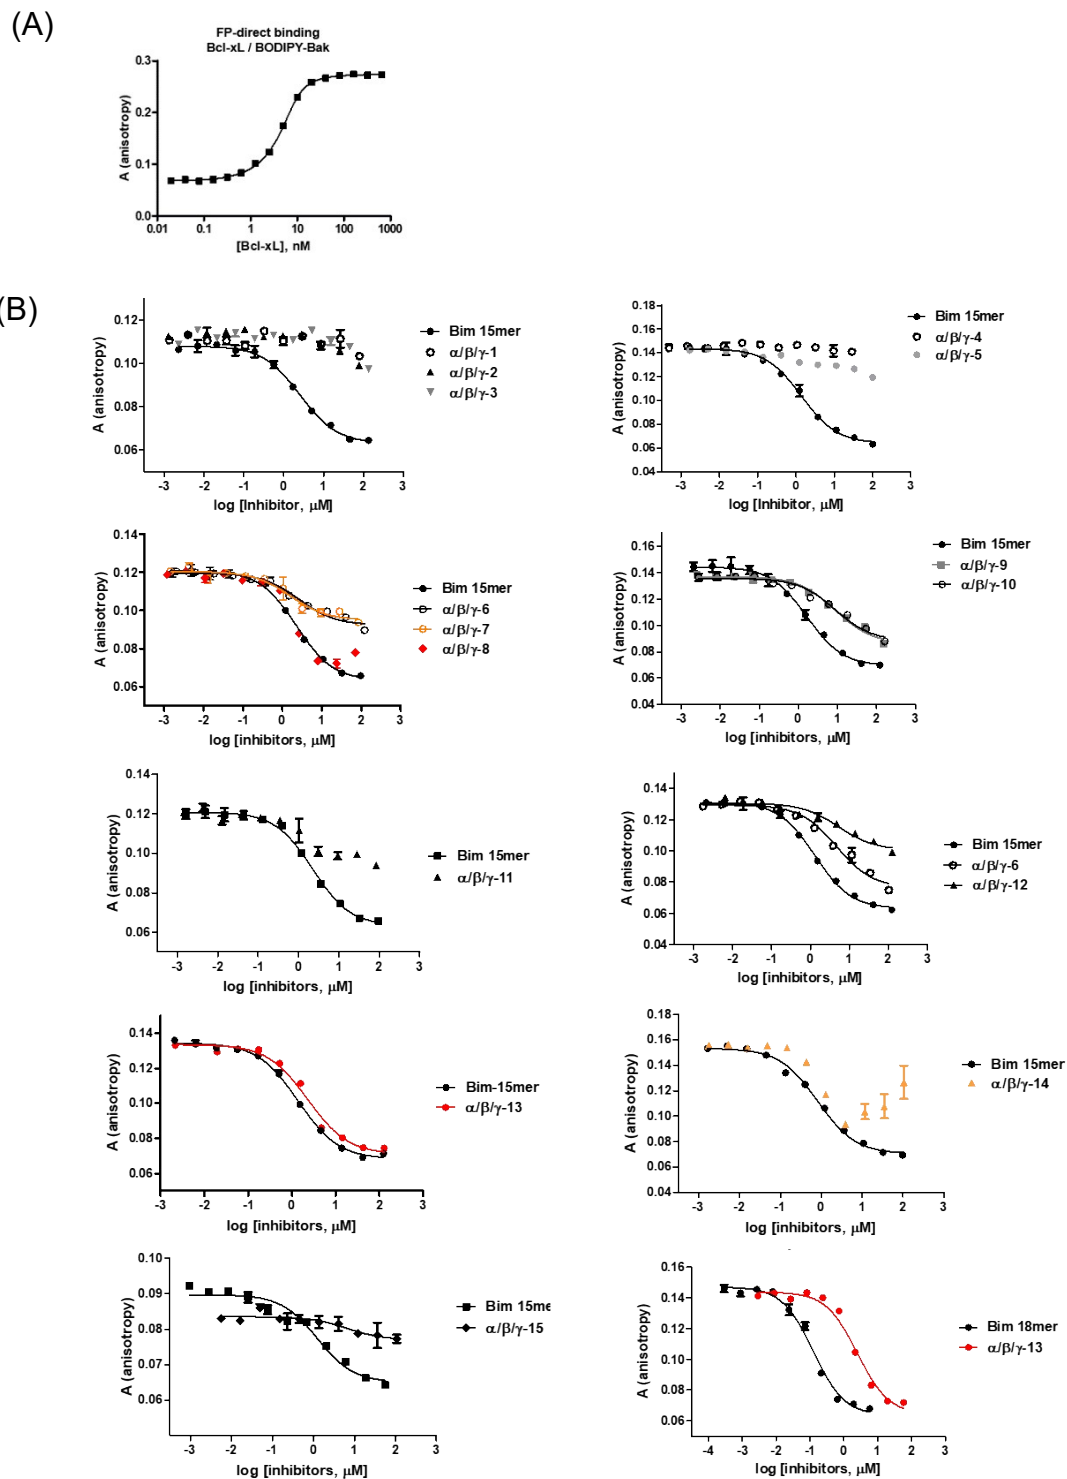 (A)
FP-direct binding
Bcl-xL / BODIPY-Bak
A (anisotropy)
0.3
0.2
0.1
0.0
0.01 0.1 1 10 100 1000
[Bcl-xL], nM
(B)
A (anisotropy)
0.12
0.10
0.08
0.06
-3 -2 -1 0 1 2 3
log [Inhibitor, μM]
Bim 15mer
α/β/γ-1
α/β/γ-2
α/β/γ-3
A (anisotropy)
0.18
0.16
0.14
0.12
0.10
0.08
0.06
0.04
-3 -2 -1 0 1 2 3
log [Inhibitor, μM]
Bim 15mer
α/β/γ-4
α/β/γ-5
A (anisotropy)
0.14
0.12
0.10
0.08
0.06
-3 -2 -1 0 1 2 3
log [inhibitors, μM]
Bim 15mer
α/β/γ-6
α/β/γ-7
α/β/γ-8
A (anisotropy)
0.16
0.14
0.12
0.10
0.08
0.06
0.04
-3 -2 -1 0 1 2 3
log [inhibitors, μM]
Bim 15mer
α/β/γ-9
α/β/γ-10
A (anisotropy)
0.14
0.12
0.10
0.08
0.06
-3 -2 -1 0 1 2 3
log [inhibitors, μM]
Bim 15mer
α/β/γ-11
A (anisotropy)
0.14
0.12
0.10
0.08
0.06
0.04
-3 -2 -1 0 1 2 3
log [inhibitors, μM]
Bim 15mer
α/β/γ-6
α/β/γ-12
A (anisotropy)
0.14
0.12
0.10
0.08
0.06
-3 -2 -1 0 1 2 3
log [inhibitors, μM]
Bim-15mer
α/β/γ-13
A (anisotropy)
0.18
0.16
0.14
0.12
0.10
0.08
0.06
0.04
-3 -2 -1 0 1 2 3
log [inhibitors, μM]
Bim 15mer
α/β/γ-14
A (anisotropy)
0.10
0.09
0.08
0.07
0.06
-3 -2 -1 0 1 2 3
log [inhibitors, μM]
Bim 15me
α/β/γ-15
A (anisotropy)
0.16
0.14
0.12
0.10
0.08
0.06
-4 -3 -2 -1 0 1 2 3
log [inhibitors, μM]
Bim 18mer
α/β/γ-13